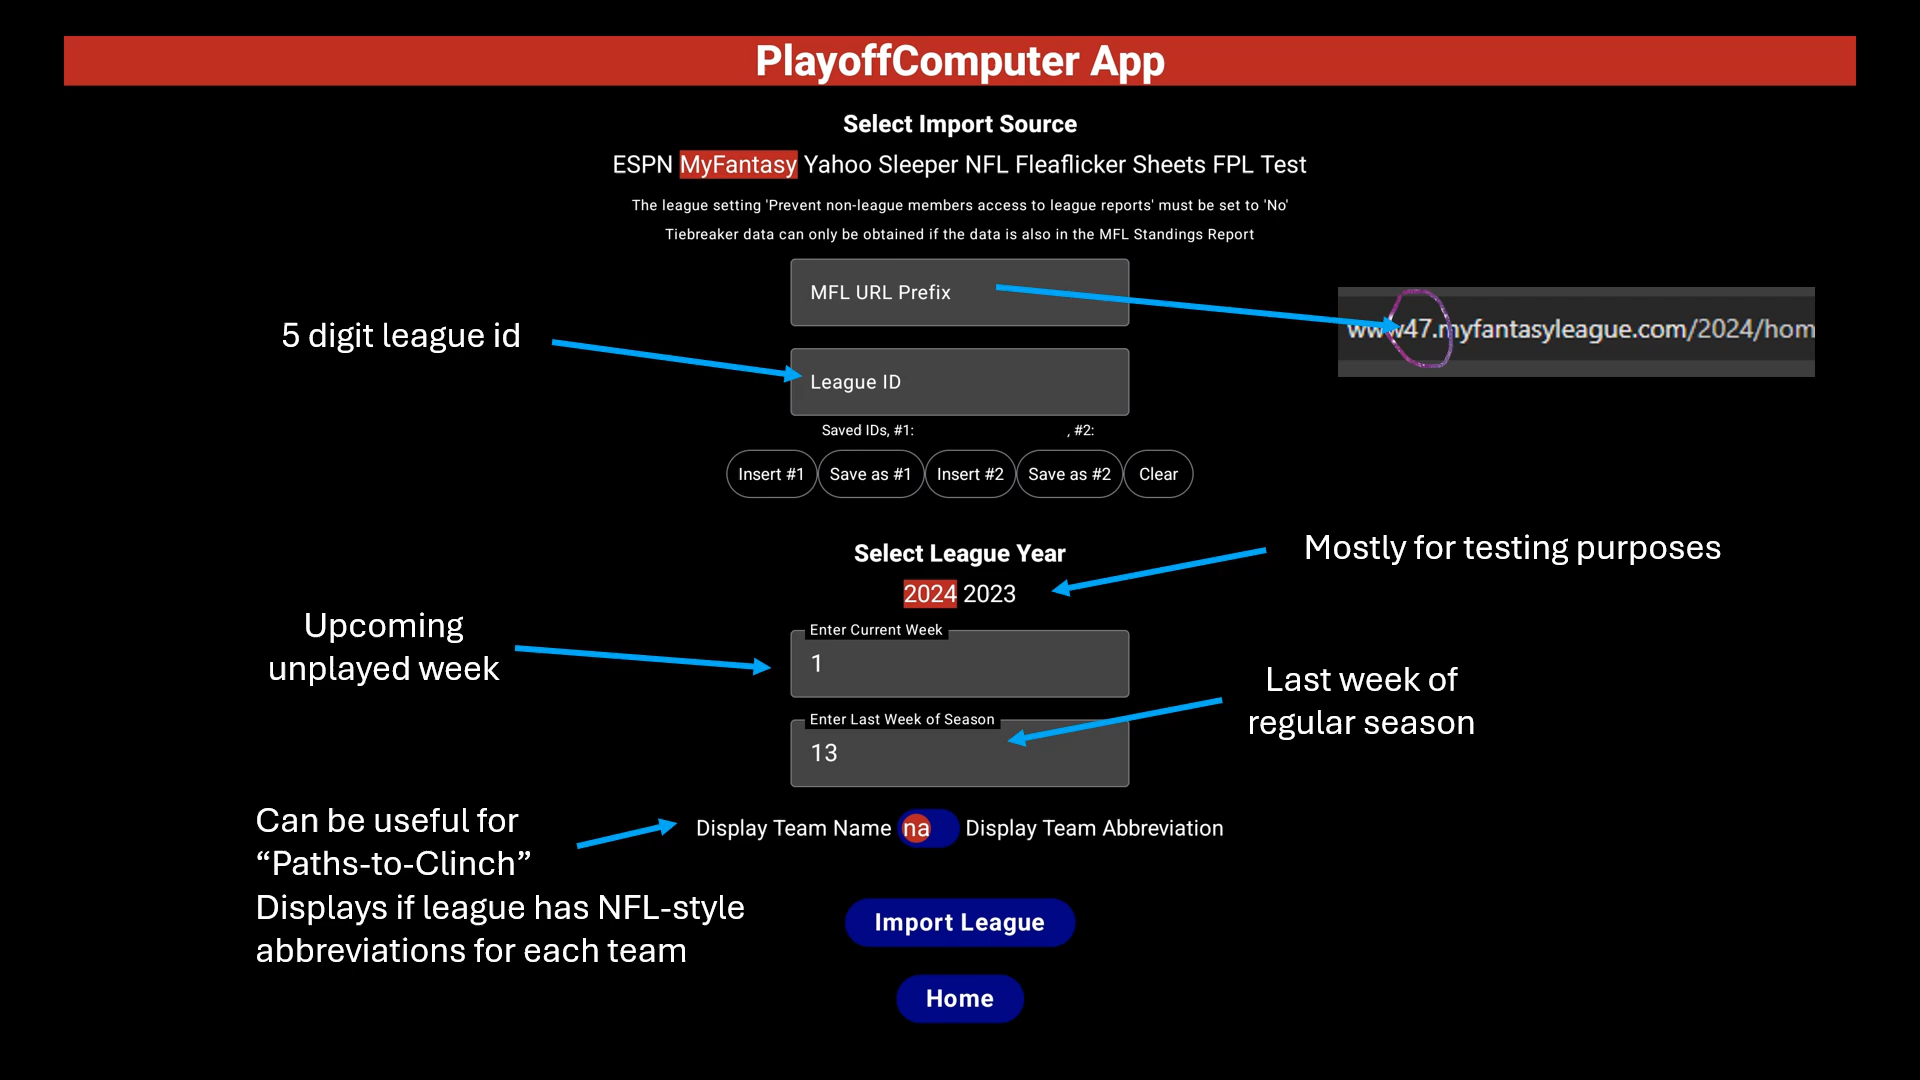 PlayoffComputer App
Select Import Source
ESPN MyFantasy Yahoo Sleeper NFL Fleaflicker Sheets FPL Test
The league setting 'Prevent non-league members access to league reports' must be set to 'No'
Tiebreaker data can only be obtained if the data is also in the MFL Standings Report
MFL URL Prefix
www47.myfantasyleague.com/2024/hom
5 digit league id
League ID
Saved IDs, #1: , #2:
Insert #1 Save as #1 Insert #2 Save as #2 Clear
Select League Year
Mostly for testing purposes
2024 2023
Upcoming
unplayed week
Enter Current Week
1
Last week of
regular season
Enter Last Week of Season
13
Can be useful for
“Paths-to-Clinch”
Displays if league has NFL-style
abbreviations for each team
Display Team Name na Display Team Abbreviation
Import League
Home